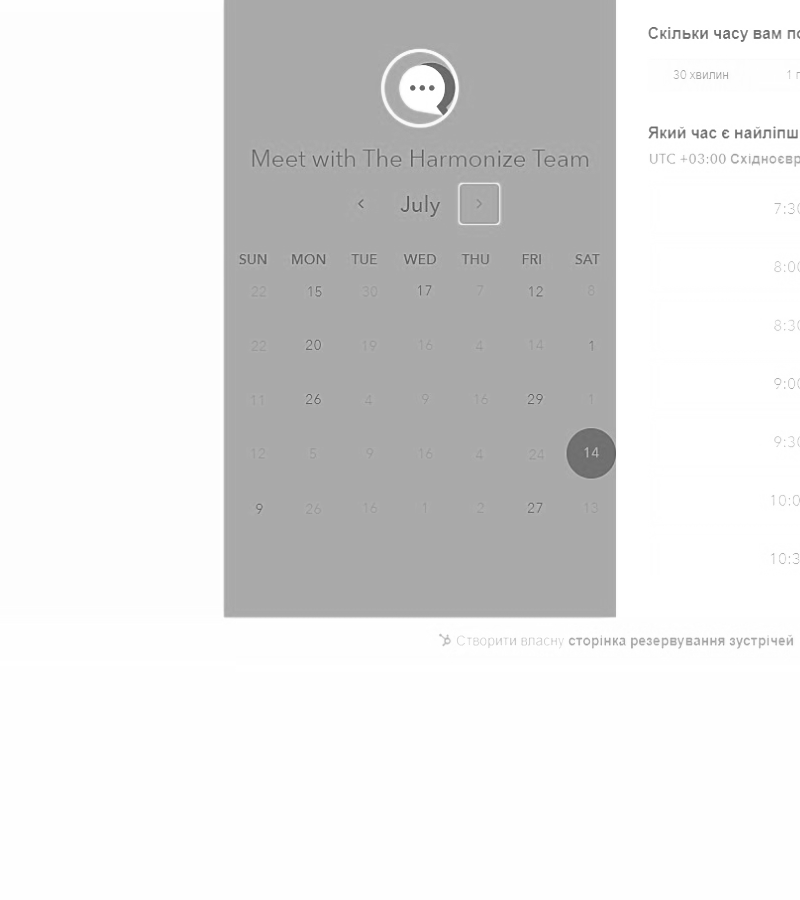 Meet with The Harmonize Team
July
SUN MON TUE WED THU FRI SAT
22 15 30 17 7 12 8
22 20 19 16 4 14 1
11 26 4 9 16 29 1
12 5 9 16 4 24 14
9 26 16 1 2 27 13
Скільки часу вам по
30 хвилин 1 г
Який час є найліпш
UTC +03:00 Східноєвр
7:30
8:00
8:30
9:00
9:30
10:0
10:3
Створити власну сторінка резервування зустрічей